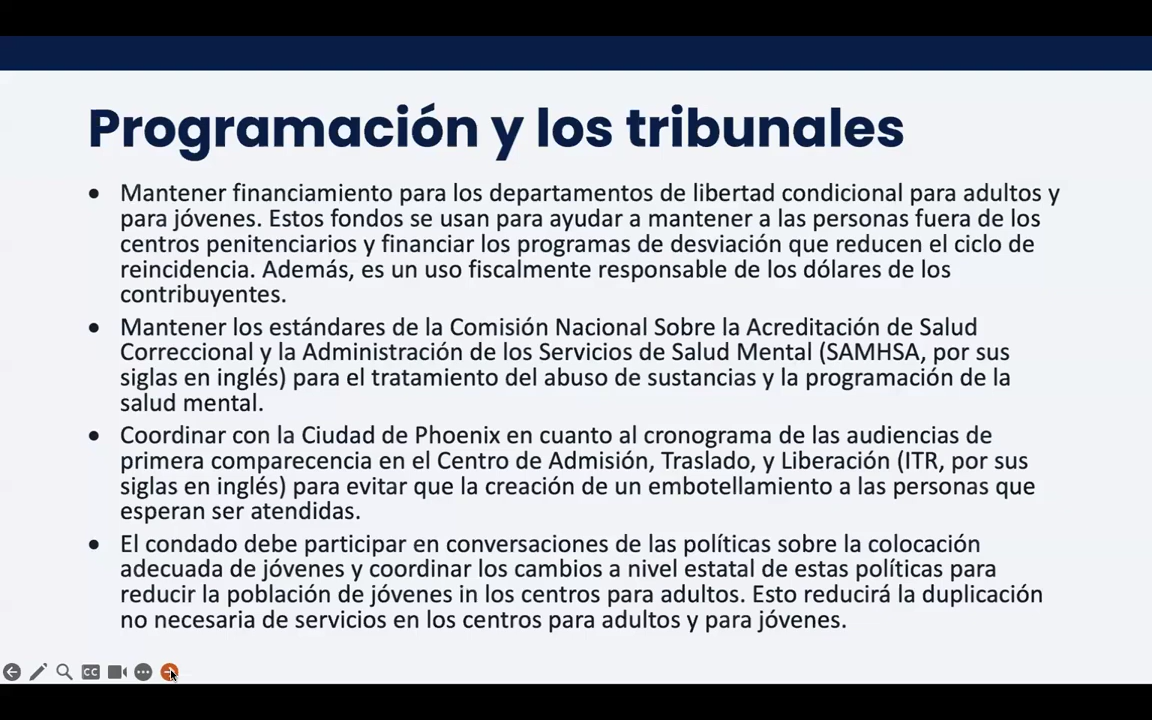 Programación y los tribunales
• Mantener financiamiento para los departamentos de libertad condicional para adultos y
para jóvenes. Estos fondos se usan para ayudar a mantener a las personas fuera de los
centros penitenciarios y financiar los programas de desviación que reducen el ciclo de
reincidencia. Además, es un uso fiscalmente responsable de los dólares de los
contribuyentes.
• Mantener los estándares de la Comisión Nacional Sobre la Acreditación de Salud
Correccional y la Administración de los Servicios de Salud Mental (SAMHSA, por sus
siglas en inglés) para el tratamiento del abuso de sustancias y la programación de la
salud mental.
• Coordinar con la Ciudad de Phoenix en cuanto al cronograma de las audiencias de
primera comparecencia en el Centro de Admisión, Traslado, y Liberación (ITR, por sus
siglas en inglés) para evitar que la creación de un embotellamiento a las personas que
esperan ser atendidas.
• El condado debe participar en conversaciones de las políticas sobre la colocación
adecuada de jóvenes y coordinar los cambios a nivel estatal de estas políticas para
reducir la población de jóvenes in los centros para adultos. Esto reducirá la duplicación
no necesaria de servicios en los centros para adultos y para jóvenes.
CC